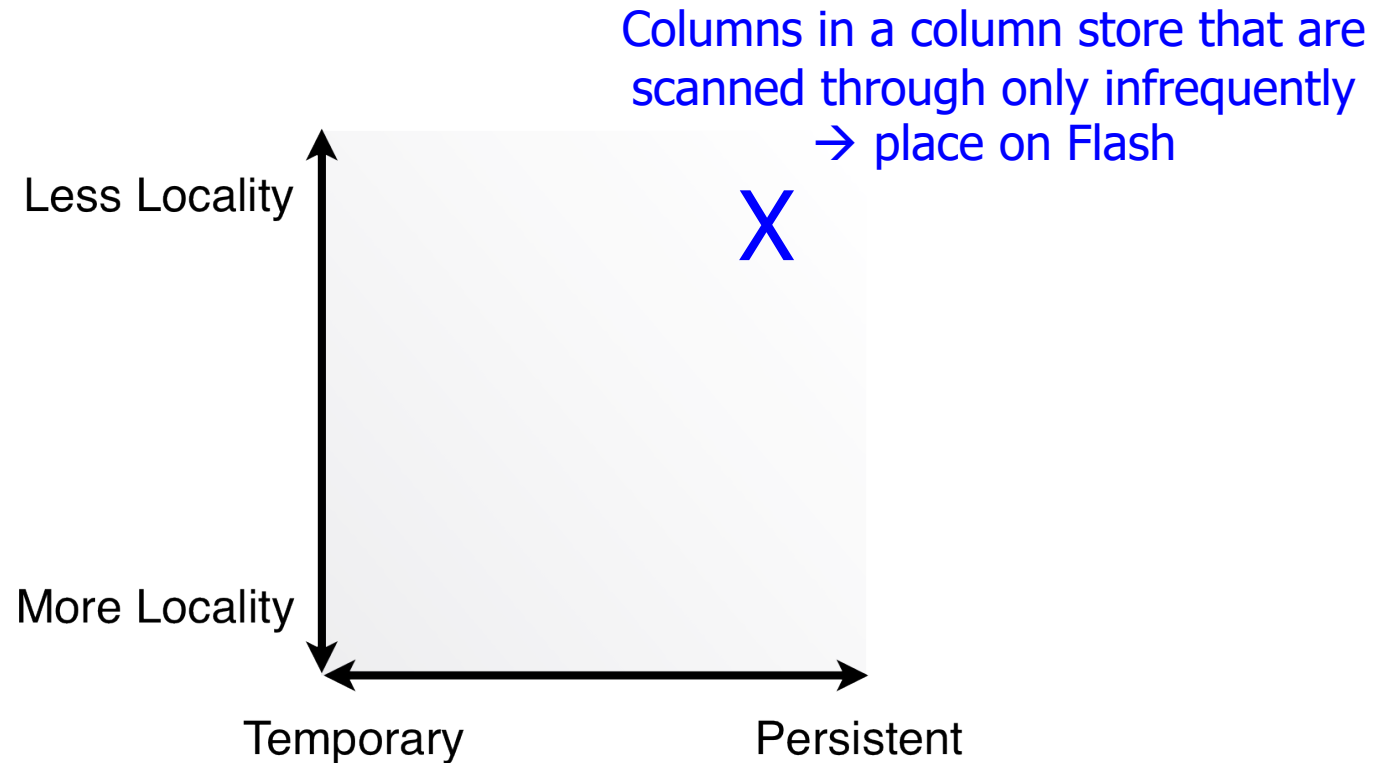 Columns in a column store that are
scanned through only infrequently
→ place on Flash
Less Locality
X
More Locality
Temporary
Persistent